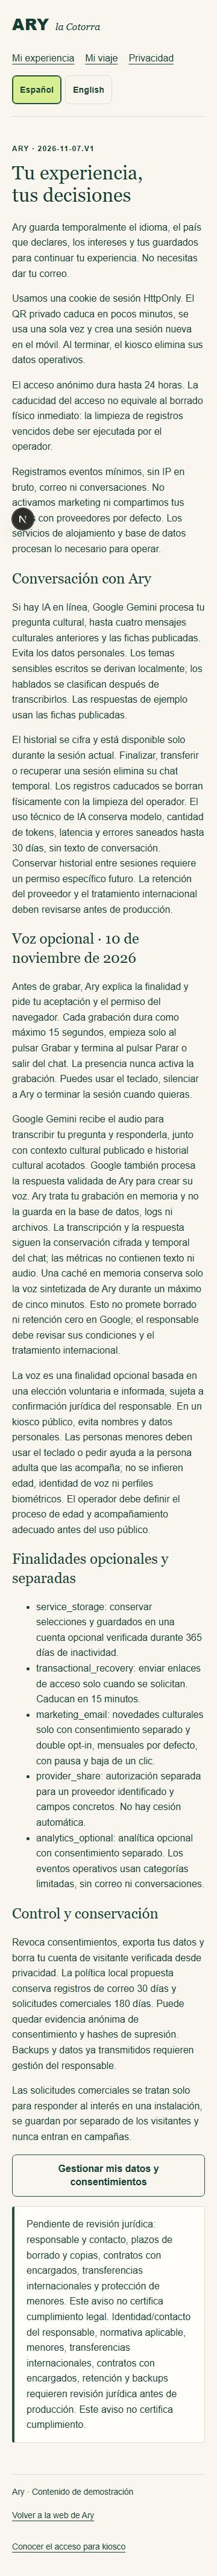 ARY la Cotorra
Mi experiencia Mi viaje Privacidad
Español English
ARY · 2026-11-07.V1
Tu experiencia,
tus decisiones
Ary guarda temporalmente el idioma, el país
que declares, los intereses y tus guardados
para continuar tu experiencia. No necesitas
dar tu correo.
Usamos una cookie de sesión HttpOnly. El
QR privado caduca en pocos minutos, se
usa una sola vez y crea una sesión nueva
en el móvil. Al terminar, el kiosco elimina sus
datos operativos.
El acceso anónimo dura hasta 24 horas. La
caducidad del acceso no equivale al borrado
físico inmediato: la limpieza de registros
vencidos debe ser ejecutada por el
operador.
Registramos eventos mínimos, sin IP en
bruto, correo ni conversaciones. No
activamos marketing ni compartimos tus
N
con proveedores por defecto. Los
servicios de alojamiento y base de datos
procesan lo necesario para operar.
Conversación con Ary
Si hay IA en línea, Google Gemini procesa tu
pregunta cultural, hasta cuatro mensajes
culturales anteriores y las fichas publicadas.
Evita los datos personales. Los temas
sensibles escritos se derivan localmente; los
hablados se clasifican después de
transcribirlos. Las respuestas de ejemplo
usan las fichas publicadas.
El historial se cifra y está disponible solo
durante la sesión actual. Finalizar, transferir
o recuperar una sesión elimina su chat
temporal. Los registros caducados se borran
físicamente con la limpieza del operador. El
uso técnico de IA conserva modelo, cantidad
de tokens, latencia y errores saneados hasta
30 días, sin texto de conversación.
Conservar historial entre sesiones requiere
un permiso específico futuro. La retención
del proveedor y el tratamiento internacional
deben revisarse antes de producción.
Voz opcional · 10 de
noviembre de 2026
Antes de grabar, Ary explica la finalidad y
pide tu aceptación y el permiso del
navegador. Cada grabación dura como
máximo 15 segundos, empieza solo al
pulsar Grabar y termina al pulsar Parar o
salir del chat. La presencia nunca activa la
grabación. Puedes usar el teclado, silenciar
a Ary o terminar la sesión cuando quieras.
Google Gemini recibe el audio para
transcribir tu pregunta y responderla, junto
con contexto cultural publicado e historial
cultural acotados. Google también procesa
la respuesta validada de Ary para crear su
voz. Ary trata tu grabación en memoria y no
la guarda en la base de datos, logs ni
archivos. La transcripción y la respuesta
siguen la conservación cifrada y temporal
del chat; las métricas no contienen texto ni
audio. Una caché en memoria conserva solo
la voz sintetizada de Ary durante un máximo
de cinco minutos. Esto no promete borrado
ni retención cero en Google; el responsable
debe revisar sus condiciones y el
tratamiento internacional.
La voz es una finalidad opcional basada en
una elección voluntaria e informada, sujeta a
confirmación jurídica del responsable. En un
kiosco público, evita nombres y datos
personales. Las personas menores deben
usar el teclado o pedir ayuda a la persona
adulta que las acompaña; no se infieren
edad, identidad de voz ni perfiles
biométricos. El operador debe definir el
proceso de edad y acompañamiento
adecuado antes del uso público.
Finalidades opcionales y
separadas
• service_storage: conservar
selecciones y guardados en una
cuenta opcional verificada durante 365
días de inactividad.
• transactional_recovery: enviar enlaces
de acceso solo cuando se solicitan.
Caducan en 15 minutos.
• marketing_email: novedades culturales
solo con consentimiento separado y
double opt-in, mensuales por defecto,
con pausa y baja de un clic.
• provider_share: autorización separada
para un proveedor identificado y
campos concretos. No hay cesión
automática.
• analytics_optional: analítica opcional
con consentimiento separado. Los
eventos operativos usan categorías
limitadas, sin correo ni conversaciones.
Control y conservación
Revoca consentimientos, exporta tus datos y
borra tu cuenta de visitante verificada desde
privacidad. La política local propuesta
conserva registros de correo 30 días y
solicitudes comerciales 180 días. Puede
quedar evidencia anónima de
consentimiento y hashes de supresión.
Backups y datos ya transmitidos requieren
gestión del responsable.
Las solicitudes comerciales se tratan solo
para responder al interés en una instalación,
se guardan por separado de los visitantes y
nunca entran en campañas.
Gestionar mis datos y
consentimientos
Pendiente de revisión jurídica:
responsable y contacto, plazos de
borrado y copias, contratos con
encargados, transferencias
internacionales y protección de
menores. Este aviso no certifica
cumplimiento legal. Identidad/contacto
del responsable, normativa aplicable,
menores, transferencias
internacionales, contratos con
encargados, retención y backups
requieren revisión jurídica antes de
producción. Este aviso no certifica
cumplimiento.
Ary · Contenido de demostración
Volver a la web de Ary
Conocer el acceso para kiosco